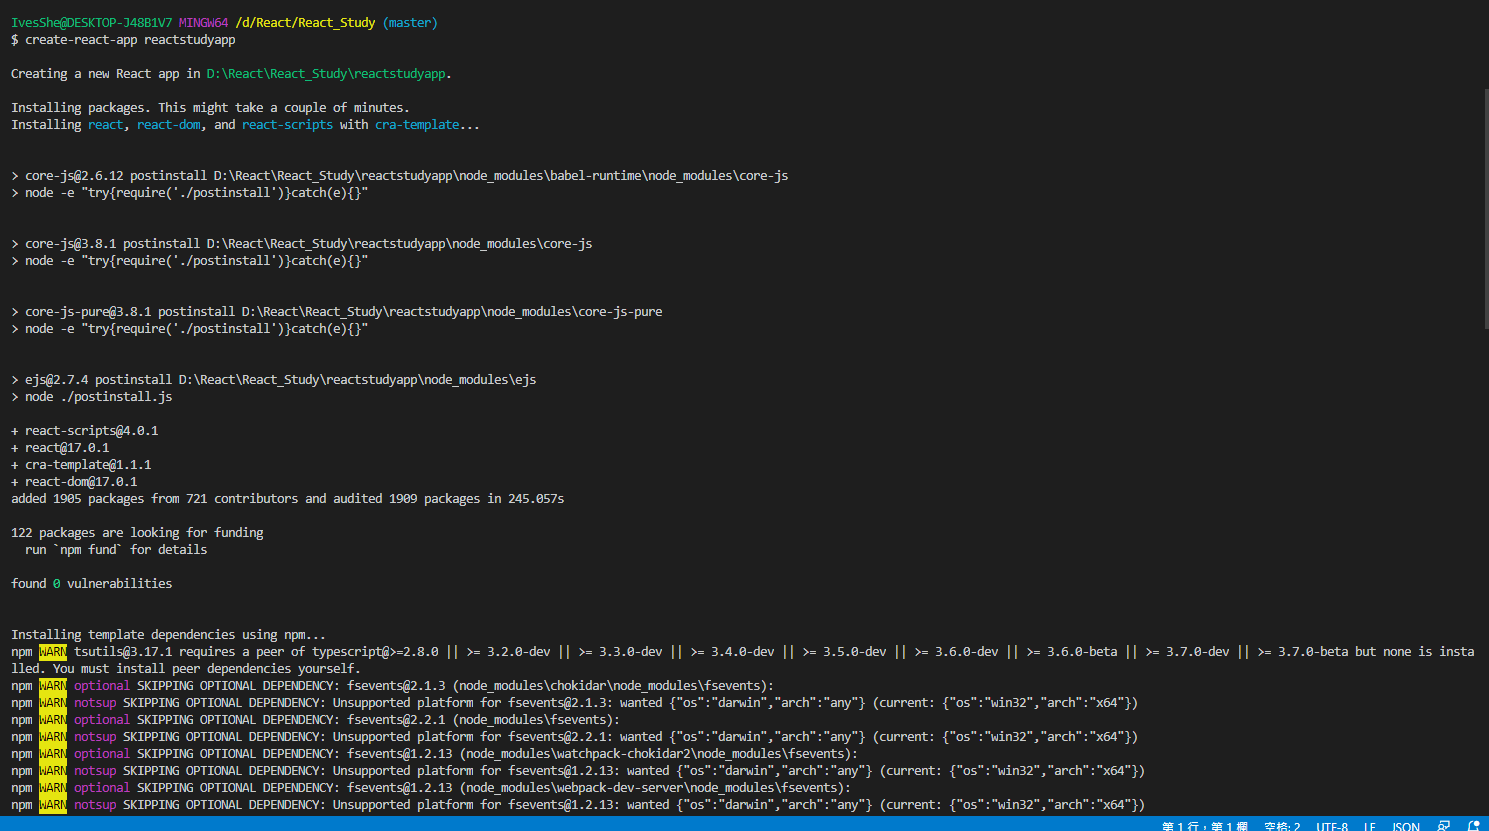 IvesShe@DESKTOP-J48B1V7 MINGW64 /d/React/React_Study (master)
$ create-react-app reactstudyapp
Creating a new React app in D:\React\React_Study\reactstudyapp.
Installing packages. This might take a couple of minutes.
Installing react, react-dom, and react-scripts with cra-template...
> core-js@2.6.12 postinstall D:\React\React_Study\reactstudyapp\node_modules\babel-runtime\node_modules\core-js
> node -e "try{require('./postinstall')}catch(e){}"
> core-js@3.8.1 postinstall D:\React\React_Study\reactstudyapp\node_modules\core-js
> node -e "try{require('./postinstall')}catch(e){}"
> core-js-pure@3.8.1 postinstall D:\React\React_Study\reactstudyapp\node_modules\core-js-pure
> node -e "try{require('./postinstall')}catch(e){}"
> ejs@2.7.4 postinstall D:\React\React_Study\reactstudyapp\node_modules\ejs
> node ./postinstall.js
+ react-scripts@4.0.1
+ react@17.0.1
+ cra-template@1.1.1
+ react-dom@17.0.1
added 1905 packages from 721 contributors and audited 1909 packages in 245.057s
122 packages are looking for funding
run `npm fund` for details
found 0 vulnerabilities
Installing template dependencies using npm...
npm WARN tsutils@3.17.1 requires a peer of typescript@>=2.8.0 || >= 3.2.0-dev || >= 3.3.0-dev || >= 3.4.0-dev || >= 3.5.0-dev || >= 3.6.0-dev || >= 3.6.0-beta || >= 3.7.0-dev || >= 3.7.0-beta but none is insta
lled. You must install peer dependencies yourself.
npm WARN optional SKIPPING OPTIONAL DEPENDENCY: fsevents@2.1.3 (node_modules\chokidar\node_modules\fsevents):
npm WARN notsup SKIPPING OPTIONAL DEPENDENCY: Unsupported platform for fsevents@2.1.3: wanted {"os":"darwin","arch":"any"} (current: {"os":"win32","arch":"x64"})
npm WARN optional SKIPPING OPTIONAL DEPENDENCY: fsevents@2.2.1 (node_modules\fsevents):
npm WARN notsup SKIPPING OPTIONAL DEPENDENCY: Unsupported platform for fsevents@2.2.1: wanted {"os":"darwin","arch":"any"} (current: {"os":"win32","arch":"x64"})
npm WARN optional SKIPPING OPTIONAL DEPENDENCY: fsevents@1.2.13 (node_modules\watchpack-chokidar2\node_modules\fsevents):
npm WARN notsup SKIPPING OPTIONAL DEPENDENCY: Unsupported platform for fsevents@1.2.13: wanted {"os":"darwin","arch":"any"} (current: {"os":"win32","arch":"x64"})
npm WARN optional SKIPPING OPTIONAL DEPENDENCY: fsevents@1.2.13 (node_modules\webpack-dev-server\node_modules\fsevents):
npm WARN notsup SKIPPING OPTIONAL DEPENDENCY: Unsupported platform for fsevents@1.2.13: wanted {"os":"darwin","arch":"any"} (current: {"os":"win32","arch":"x64"})
第 1 行，第 1 欄 空格: 2 UTF-8 LF JSON